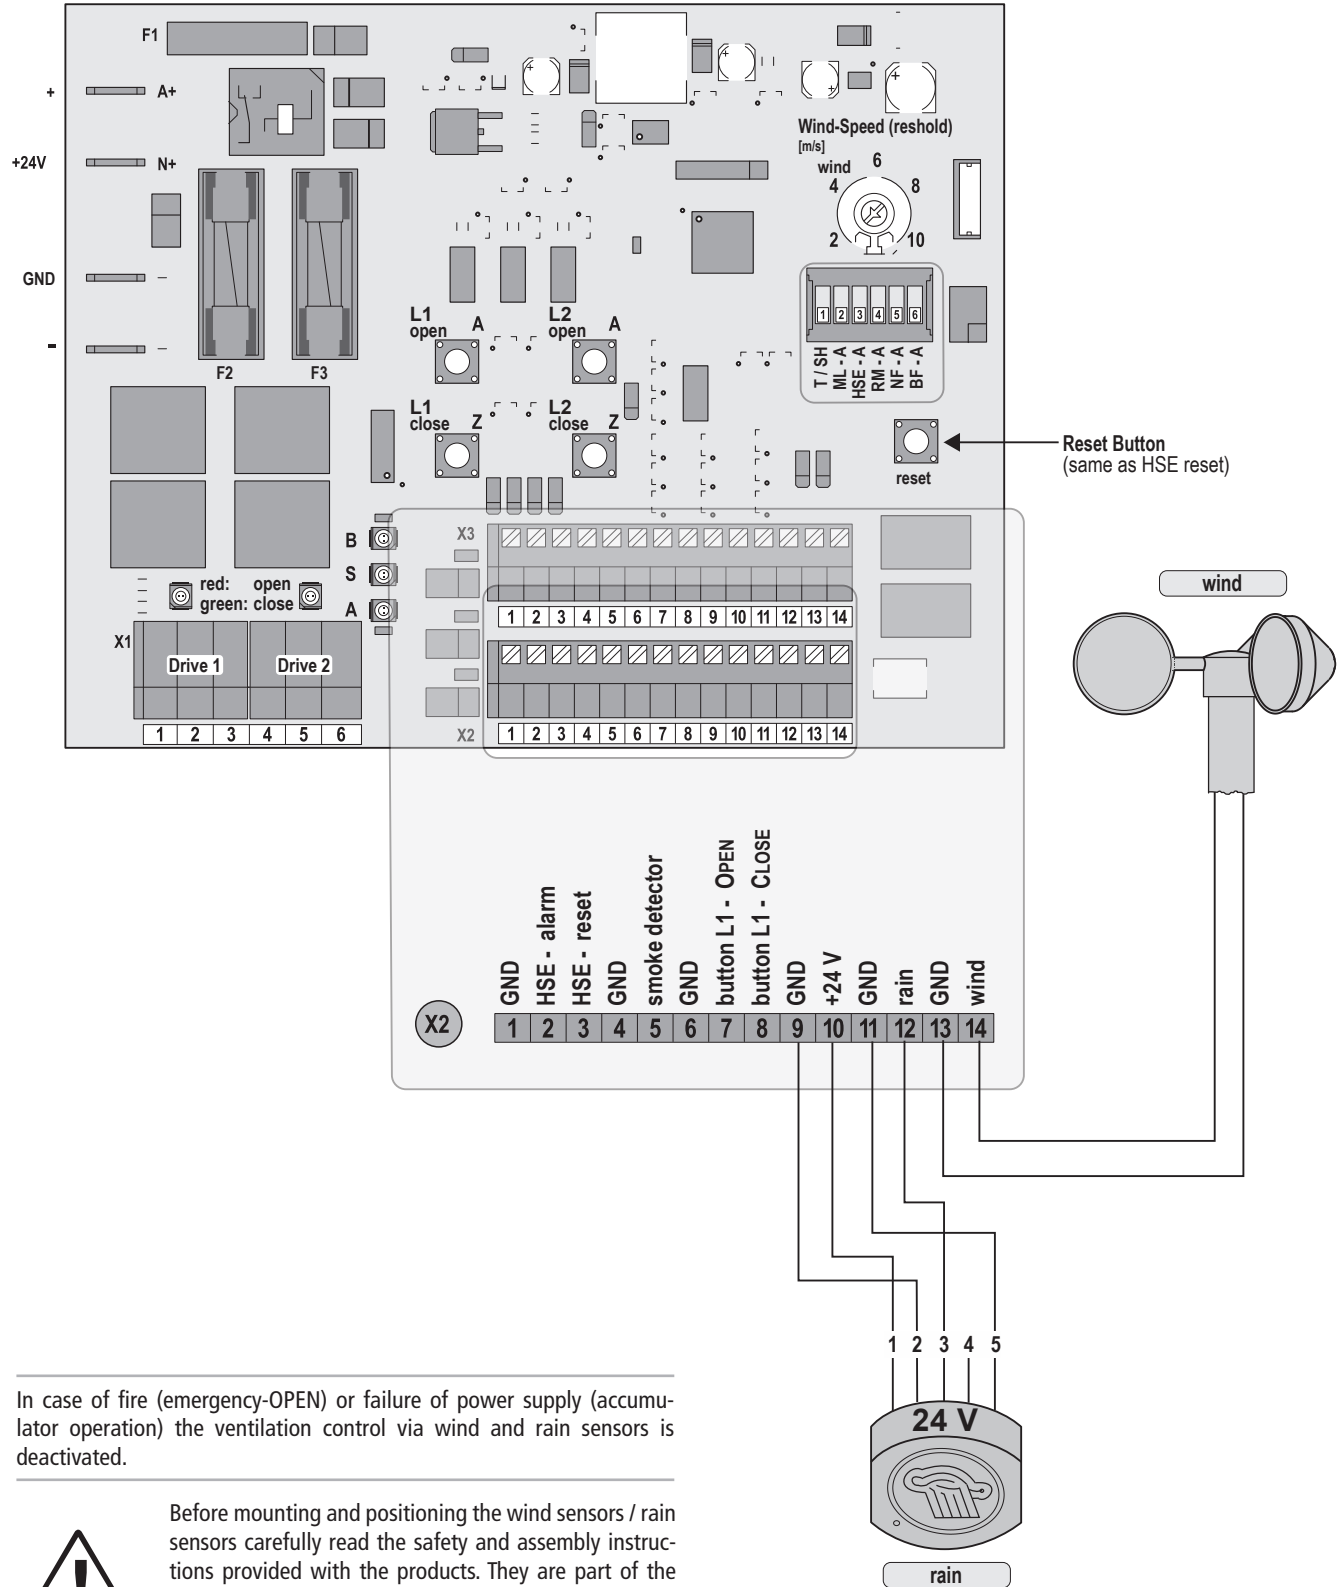 F1
+
A+
+24V
N+
GND
–
-
–
F2
F3
Wind-Speed (reshold)
[m/s]
wind
2
4
6
8
10
1 2 3 4 5 6
T / SH
ML - A
HSE - A
RM - A
NF - A
BF - A
L1
open
A
L2
open
A
L1
close
Z
L2
close
Z
reset
Reset Button
(same as HSE reset)
B
S
A
red: open
green: close
X1
Drive 1
Drive 2
1 2 3 4 5 6
X3
1 2 3 4 5 6 7 8 9 10 11 12 13 14
X2
1 2 3 4 5 6 7 8 9 10 11 12 13 14
wind
GND
HSE - alarm
HSE - reset
GND
smoke detector
GND
button L1 - OPEN
button L1 - CLOSE
GND
+24 V
GND
rain
GND
wind
X2
1 2 3 4 5 6 7 8 9 10 11 12 13 14
1 2 3 4 5
24 V
rain
In case of fire (emergency-OPEN) or failure of power supply (accumu-
lator operation) the ventilation control via wind and rain sensors is
deactivated.
Before mounting and positioning the wind sensors / rain
sensors carefully read the safety and assembly instruc-
tions provided with the products. They are part of the